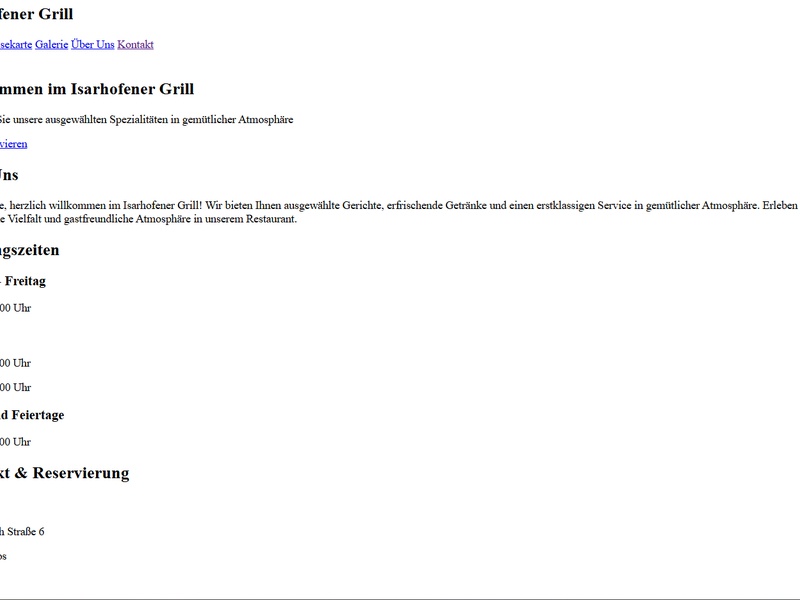 fener Grill
sekarte Galerie Über Uns Kontakt
mmen im Isarhofener Grill
Sie unsere ausgewählten Spezialitäten in gemütlicher Atmosphäre
vieren
Uns
e, herzlich willkommen im Isarhofener Grill! Wir bieten Ihnen ausgewählte Gerichte, erfrischende Getränke und einen erstklassigen Service in gemütlicher Atmosphäre. Erleben
e Vielfalt und gastfreundliche Atmosphäre in unserem Restaurant.
gszeiten
- Freitag
00 Uhr
00 Uhr
00 Uhr
d Feiertage
00 Uhr
kt & Reservierung
h Straße 6
os